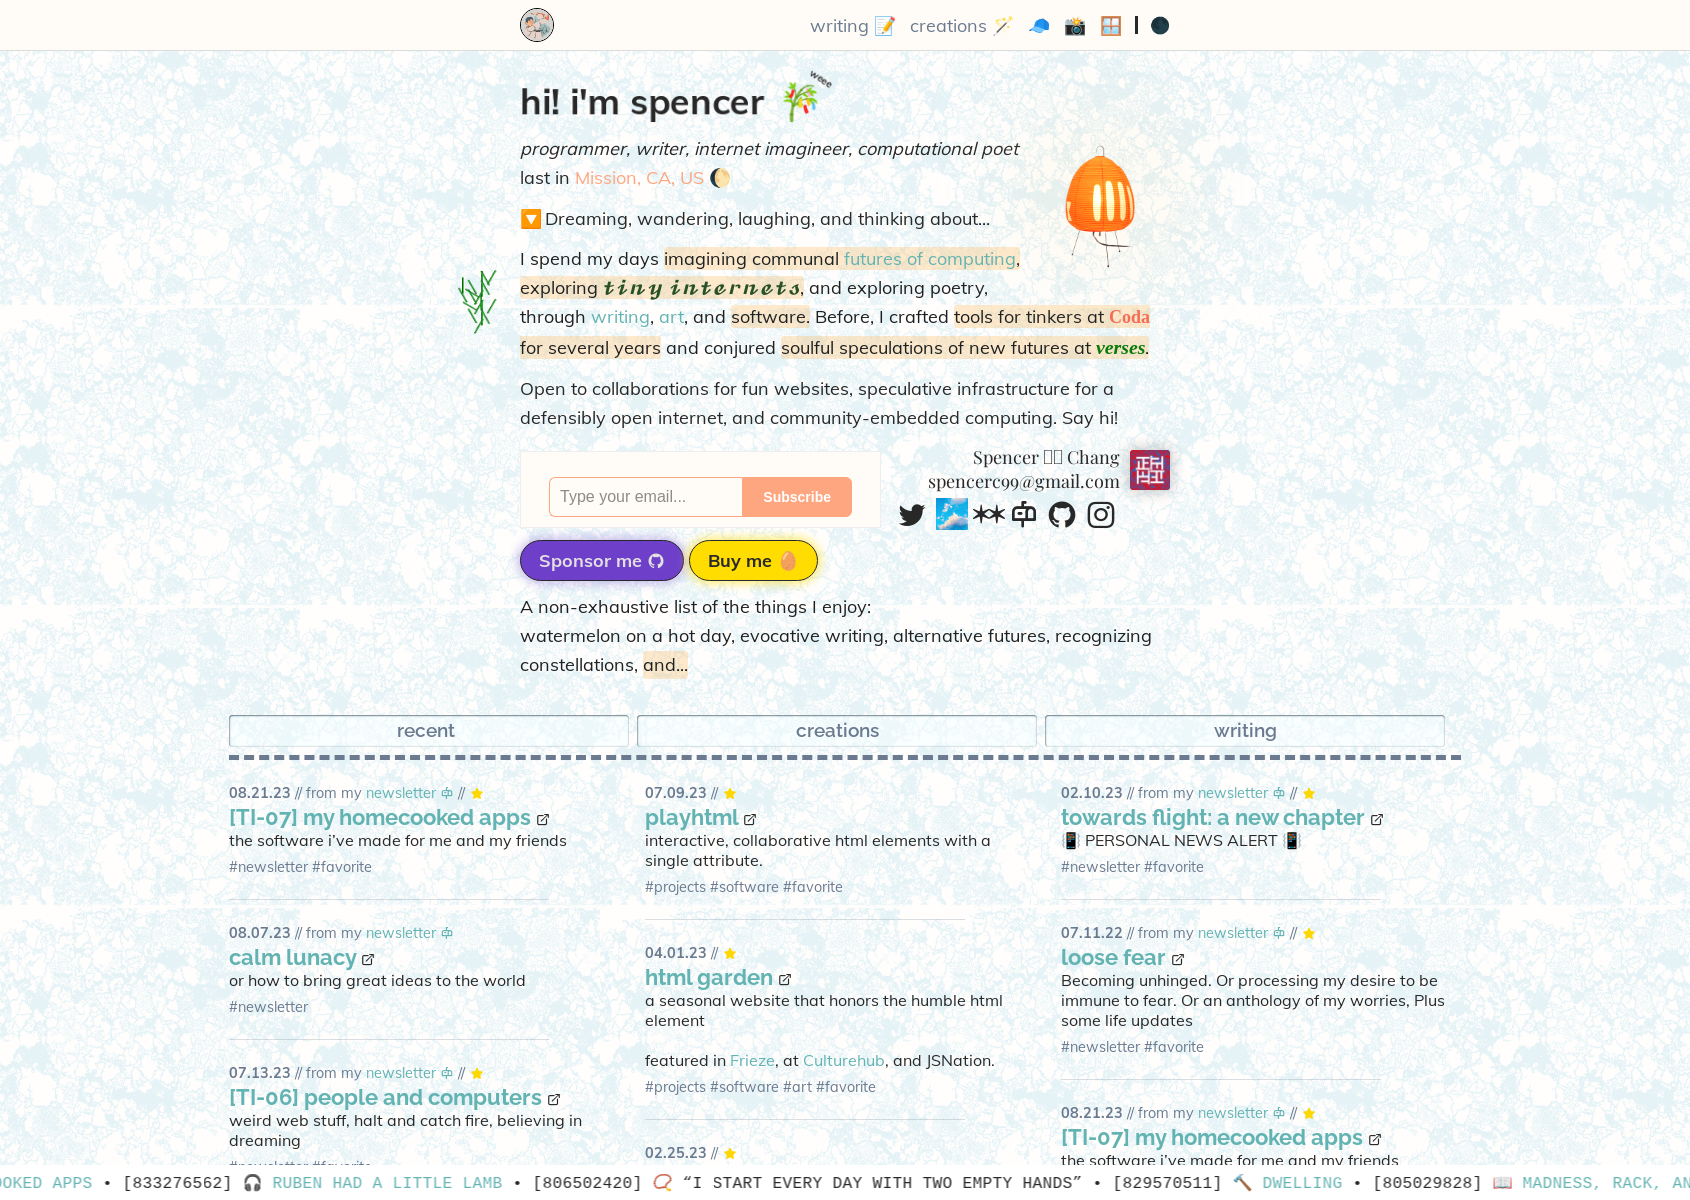 writing 📝 creations 🪄 🧢 📸 🪟 | 🌑
hi! i'm spencer 🎋
weee
programmer, writer, internet imagineer, computational poet
last in Mission, CA, US 🌔
🔽 Dreaming, wandering, laughing, and thinking about...
I spend my days imagining communal futures of computing,
exploring tiny internets, and exploring poetry,
through writing, art, and software. Before, I crafted tools for tinkers at Coda
for several years and conjured soulful speculations of new futures at verses.
Open to collaborations for fun websites, speculative infrastructure for a
defensibly open internet, and community-embedded computing. Say hi!
Type your email...
Subscribe
Spencer Chang
spencerc99@gmail.com
Sponsor me
Buy me 🥚
A non-exhaustive list of the things I enjoy:
watermelon on a hot day, evocative writing, alternative futures, recognizing
constellations, and...
recent
creations
writing
08.21.23 // from my newsletter // ⭐
[TI-07] my homecooked apps
the software i've made for me and my friends
#newsletter #favorite
08.07.23 // from my newsletter
calm lunacy
or how to bring great ideas to the world
#newsletter
07.13.23 // from my newsletter // ⭐
[TI-06] people and computers
weird web stuff, halt and catch fire, believing in
dreaming
#newsletter #favorite
07.09.23 // ⭐
playhtml
interactive, collaborative html elements with a
single attribute.
#projects #software #favorite
04.01.23 // ⭐
html garden
a seasonal website that honors the humble html
element
featured in Frieze, at Culturehub, and JSNation.
#projects #software #art #favorite
02.25.23 // ⭐
02.10.23 // from my newsletter // ⭐
towards flight: a new chapter
📳 PERSONAL NEWS ALERT 📳
#newsletter #favorite
07.11.22 // from my newsletter // ⭐
loose fear
Becoming unhinged. Or processing my desire to be
immune to fear. Or an anthology of my worries, Plus
some life updates
#newsletter #favorite
08.21.23 // from my newsletter // ⭐
[TI-07] my homecooked apps
the software i've made for me and my friends
OOKED APPS • [833276562] 🎧 RUBEN HAD A LITTLE LAMB • [806502420] 📿 “I START EVERY DAY WITH TWO EMPTY HANDS” • [829570511] 🔨 DWELLING • [805029828] 📖 MADNESS, RACK, AN